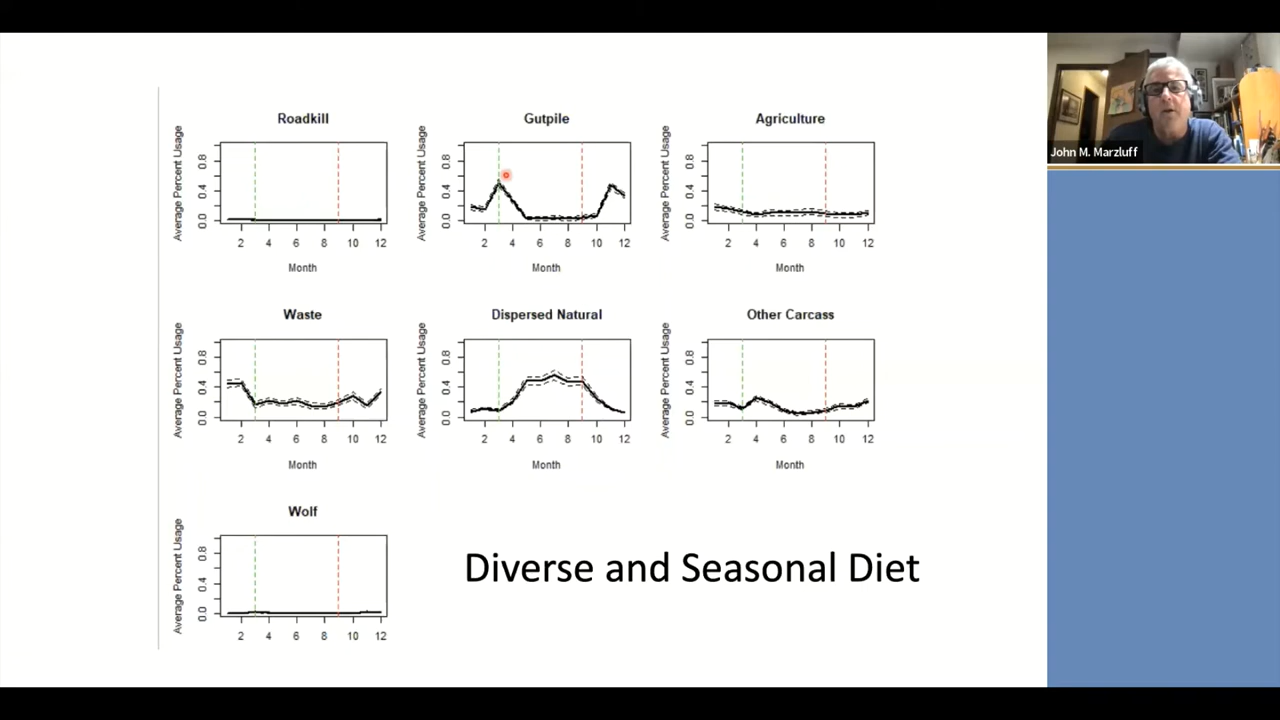 Roadkill
Average Percent Usage
0.0 0.4 0.8
2 4 6 8 10 12
Month
Gutpile
Average Percent Usage
0.0 0.4 0.8
2 4 6 8 10 12
Month
Agriculture
Average Percent Usage
0.0 0.4 0.8
2 4 6 8 10 12
Month
John M. Marzluff
Waste
Average Percent Usage
0.0 0.4 0.8
2 4 6 8 10 12
Month
Dispersed Natural
Average Percent Usage
0.0 0.4 0.8
2 4 6 8 10 12
Month
Other Carcass
Average Percent Usage
0.0 0.4 0.8
2 4 6 8 10 12
Month
Wolf
Average Percent Usage
0.0 0.4 0.8
2 4 6 8 10 12
Diverse and Seasonal Diet